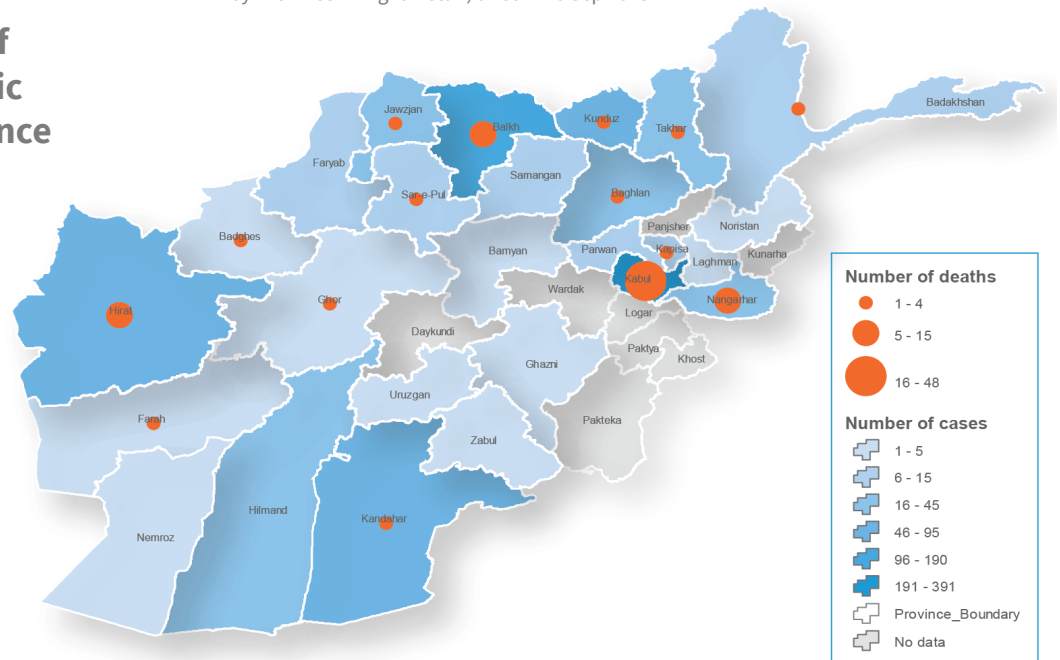 f
ic
nce
Jawzjan
Balkh
Kunduz
Takhar
Badakhshan
Faryab
Samangan
Sar-e-Pul
Baghlan
Badghes
Panjsher
Noristan
Bamyan
Parwan
Kapisa
Laghman
Kunarha
Hirat
Ghor
Wardak
Kabul
Nangarhar
Daykundi
Logar
Paktya
Khost
Ghazni
Uruzgan
Farah
Pakteka
Zabul
Hilmand
Kandahar
Nemroz
Number of deaths
1 - 4
5 - 15
16 - 48
Number of cases
1 - 5
6 - 15
16 - 45
46 - 95
96 - 190
191 - 391
Province_Boundary
No data